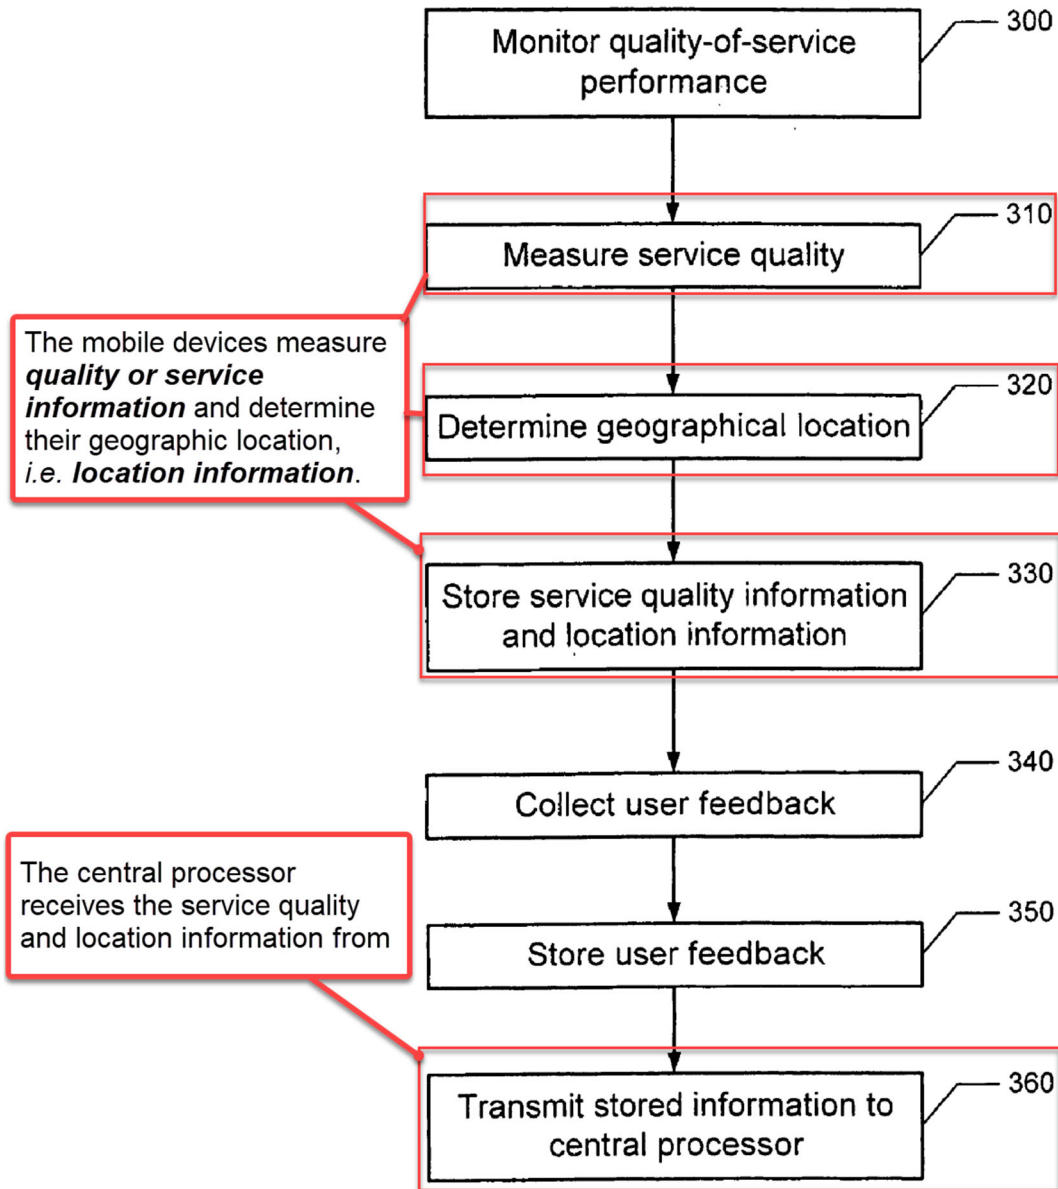 Monitor quality-of-service
performance
300
Measure service quality
310
The mobile devices measure
quality or service
information and determine
their geographic location,
i.e. location information.
Determine geographical location
320
Store service quality information
and location information
330
Collect user feedback
340
The central processor
receives the service quality
and location information from
Store user feedback
350
Transmit stored information to
central processor
360